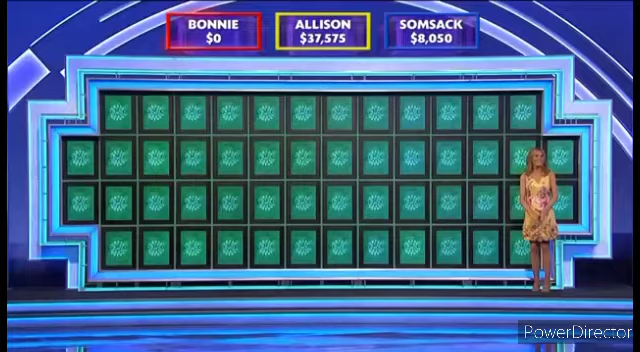 BONNIE
$0
ALLISON
$37,575
SOMSACK
$8,050
PowerDirector